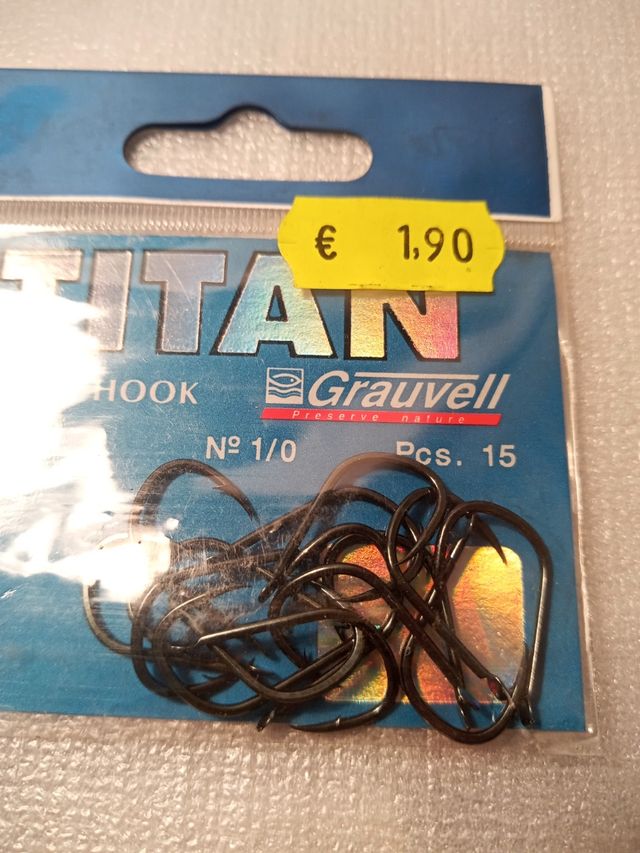 € 1,90
TITAN
HOOK Grauvell
Preserve nature
Nº 1/0 Pcs. 15